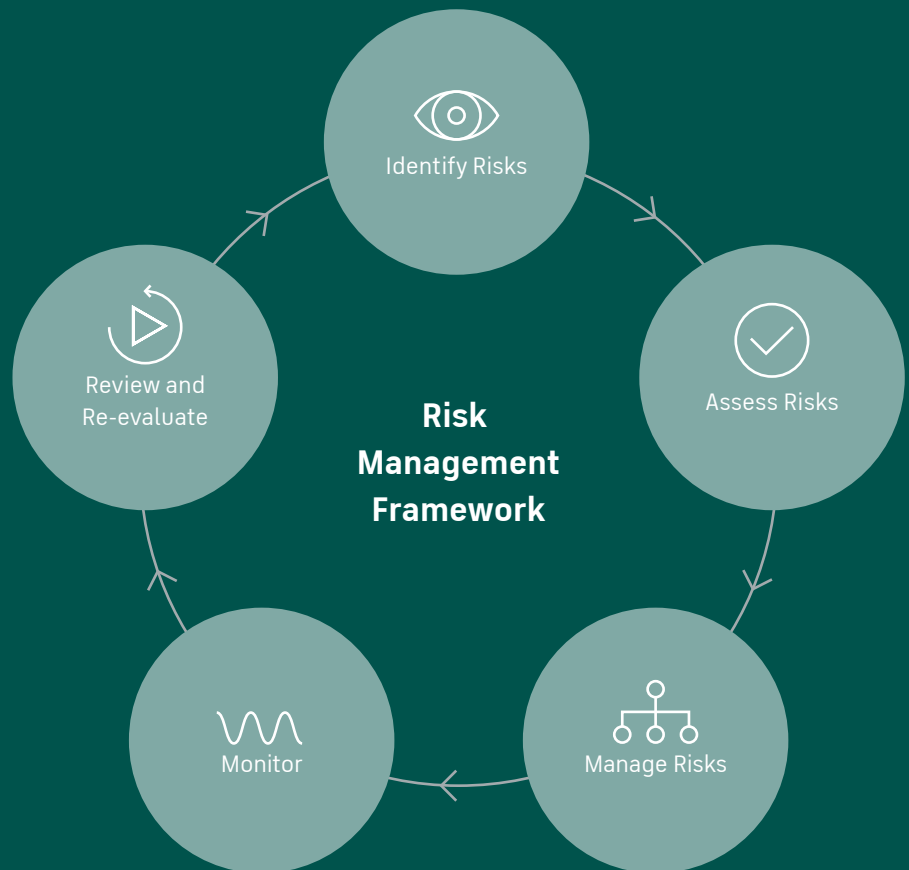 Identify Risks
Assess Risks
Manage Risks
Monitor
Review and
Re-evaluate
Risk
Management
Framework